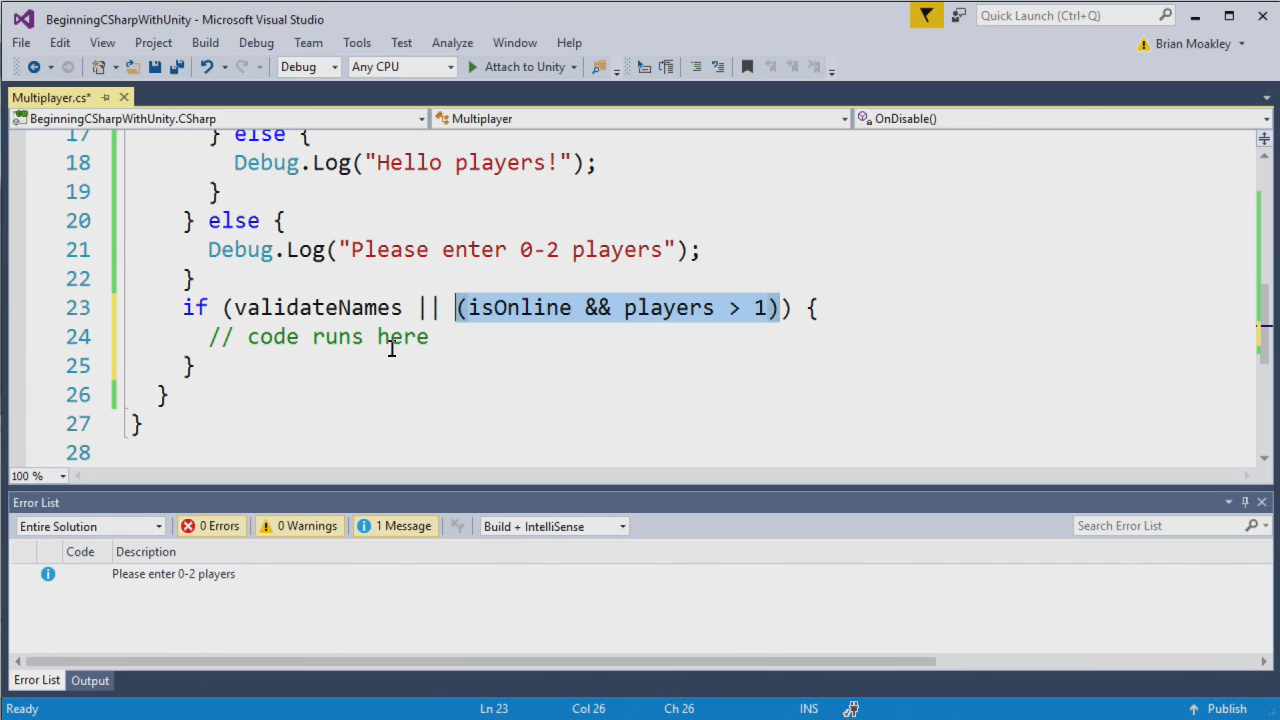 BeginningCSharpWithUnity - Microsoft Visual Studio
Quick Launch (Ctrl+Q)
File Edit View Project Build Debug Team Tools Test Analyze Window Help
Brian Moakley
Debug Any CPU Attach to Unity
Multiplayer.cs*
BeginningCSharpWithUnity.CSharp Multiplayer OnDisable()
17 } else {
18 Debug.Log("Hello players!");
19 }
20 } else {
21 Debug.Log("Please enter 0-2 players");
22 }
23 if (validateNames || (isOnline && players > 1)) {
24 // code runs here
25 }
26 }
27 }
28
100 %
Error List
Entire Solution 0 Errors 0 Warnings 1 Message Build + IntelliSense Search Error List
Code Description
Please enter 0-2 players
Error List Output
Ready Ln 23 Col 26 Ch 26 INS Publish